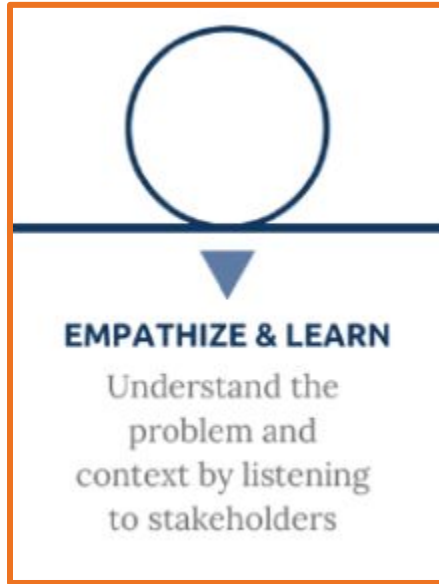 EMPATHIZE & LEARN
Understand the
problem and
context by listening
to stakeholders